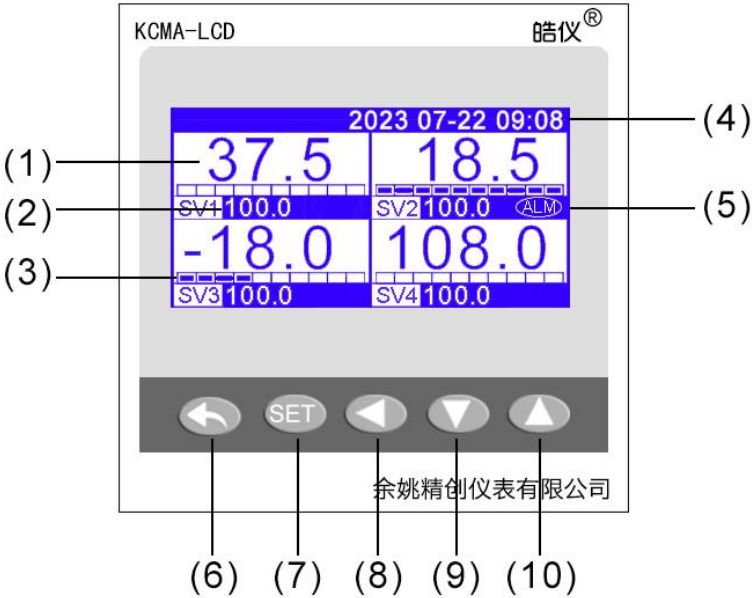 KCMA-LCD 皓仪®
2023 07-22 09:08 (4)
(1) 37.5 18.5
(2) SV1 100.0 SV2 100.0 ALM (5)
(3) -18.0 108.0
SV3 100.0 SV4 100.0
SET
余姚精创仪表有限公司
(6) (7) (8) (9) (10)